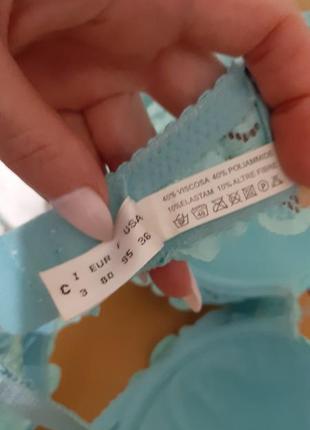 I EUR F USA
C 3 80 95 36
40% VISCOSA 40% POLIAMMIDE
10% ELASTAM 10% ALTRE FIBRE